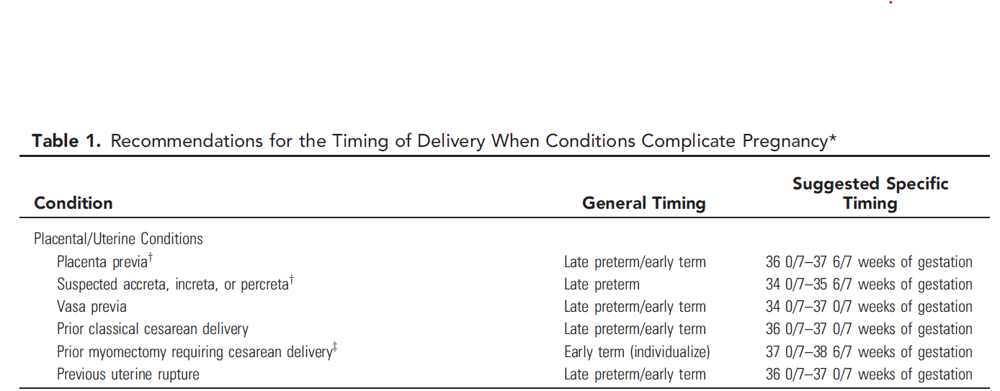 Table 1. Recommendations for the Timing of Delivery When Conditions Complicate Pregnancy*
Condition General Timing Suggested Specific Timing
Placental/Uterine Conditions
Placenta previa† Late preterm/early term 36 0/7–37 6/7 weeks of gestation
Suspected accreta, increta, or percreta† Late preterm 34 0/7–35 6/7 weeks of gestation
Vasa previa Late preterm/early term 34 0/7–37 0/7 weeks of gestation
Prior classical cesarean delivery Late preterm/early term 36 0/7–37 0/7 weeks of gestation
Prior myomectomy requiring cesarean delivery‡ Early term (individualize) 37 0/7–38 6/7 weeks of gestation
Previous uterine rupture Late preterm/early term 36 0/7–37 0/7 weeks of gestation